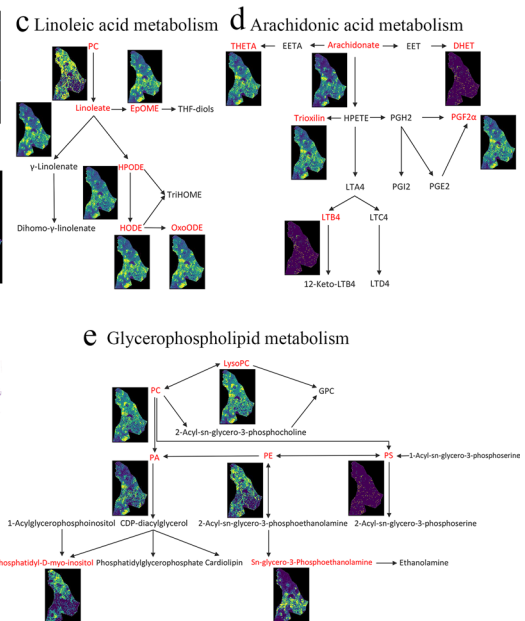 c Linoleic acid metabolism
PC
Linoleate
EpOME
THF-diols
γ-Linolenate
HPODE
TriHOME
Dihomo-γ-linolenate
HODE
OxoODE
d Arachidonic acid metabolism
THETA
EETA
Arachidonate
EET
DHET
Trioxilin
HPETE
PGH2
PGF2α
LTA4
PGI2
PGE2
LTB4
LTC4
12-Keto-LTB4
LTD4
e Glycerophospholipid metabolism
LysoPC
PC
GPC
2-Acyl-sn-glycero-3-phosphocholine
PA
PE
PS
1-Acyl-sn-glycero-3-phosphoserine
1-Acylglycerophosphoinositol
CDP-diacylglycerol
2-Acyl-sn-glycero-3-phosphoethanolamine
2-Acyl-sn-glycero-3-phosphoserine
hosphatidyl-D-myo-inositol
Phosphatidylglycerophosphate
Cardiolipin
Sn-glycero-3-Phosphoethanolamine
Ethanolamine